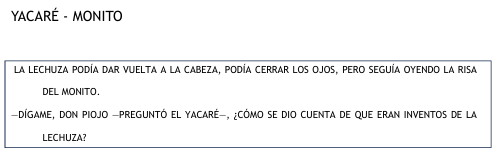 YACARÉ - MONITO
LA LECHUZA PODÍA DAR VUELTA A LA CABEZA, PODÍA CERRAR LOS OJOS, PERO SEGUÍA OYENDO LA RISA
DEL MONITO.
—DÍGAME, DON PIOJO —PREGUNTÓ EL YACARÉ—, ¿CÓMO SE DIO CUENTA DE QUE ERAN INVENTOS DE LA
LECHUZA?